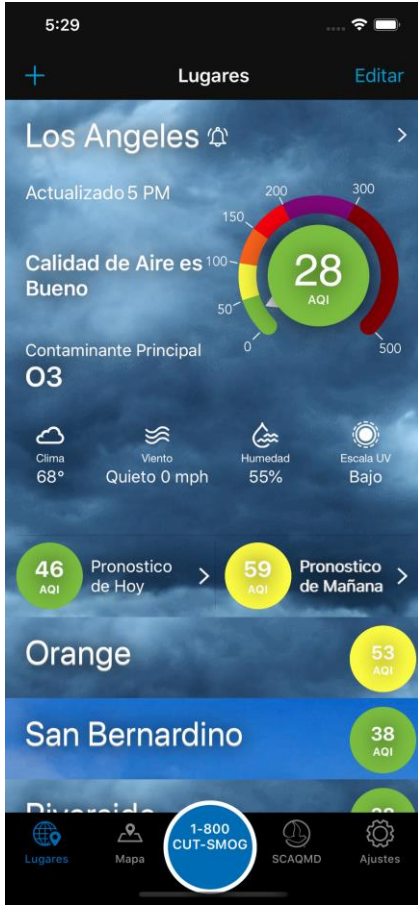 5:29
Lugares
Editar
Los Angeles
Actualizado 5 PM
Calidad de Aire es
Bueno
Contaminante Principal
O3
0
50
100
150
200
300
500
28
AQI
Clima
68°
Viento
Quieto 0 mph
Humedad
55%
Escala UV
Bajo
46
AQI
Pronostico
de Hoy
59
AQI
Pronostico
de Mañana
Orange
53
AQI
San Bernardino
38
AQI
Riverside
Lugares
Mapa
1-800
CUT-SMOG
SCAQMD
Ajustes